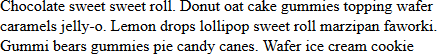 Chocolate sweet sweet roll. Donut oat cake gummies topping wafer
caramels jelly-o. Lemon drops lollipop sweet roll marzipan faworki.
Gummi bears gummies pie candy canes. Wafer ice cream cookie